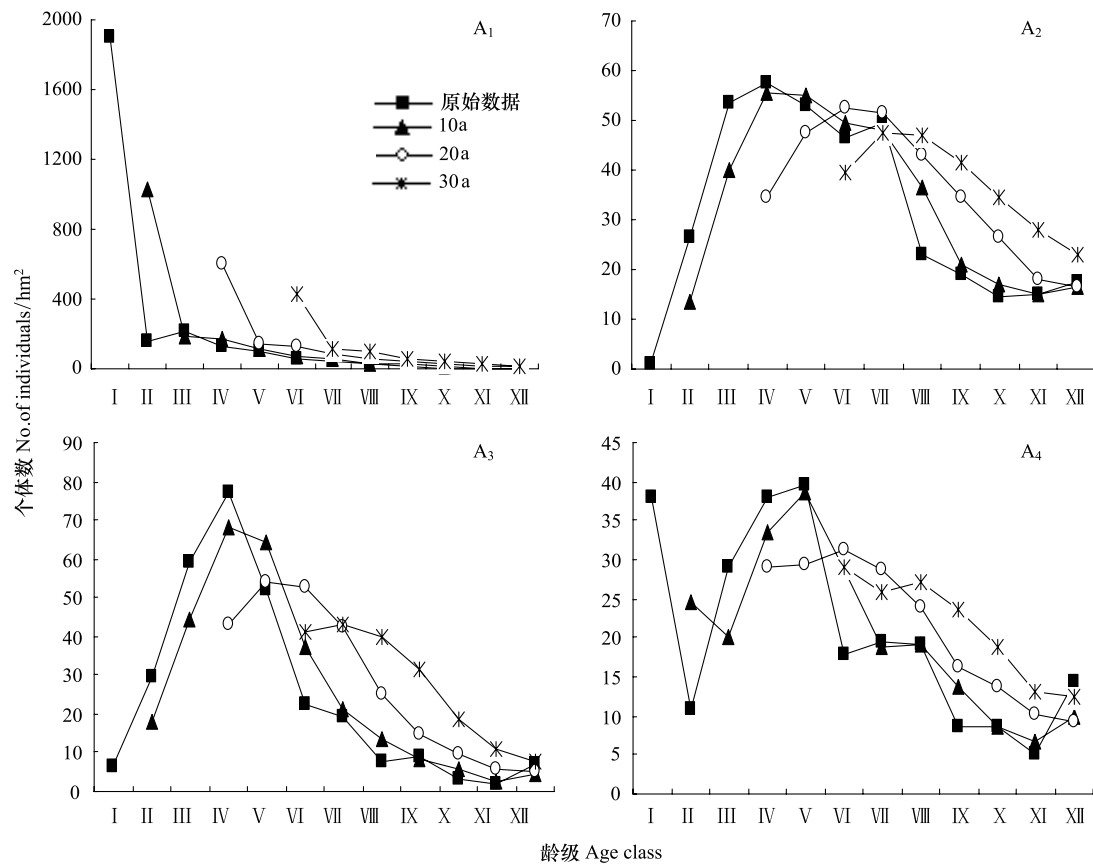 A1
2000
1600
1200
800
400
0
原始数据
10a
20a
30a
I II III IV V VI VII VIII IX X XI XII
A2
70
60
50
40
30
20
10
0
I II III IV V VI VII VIII IX X XI XII
A3
90
80
70
60
50
40
30
20
10
0
I II III IV V VI VII VIII IX X XI XII
A4
45
40
35
30
25
20
15
10
5
0
I II III IV V VI VII VIII IX X XI XII
个体数 No.of individuals/hm²
龄级 Age class